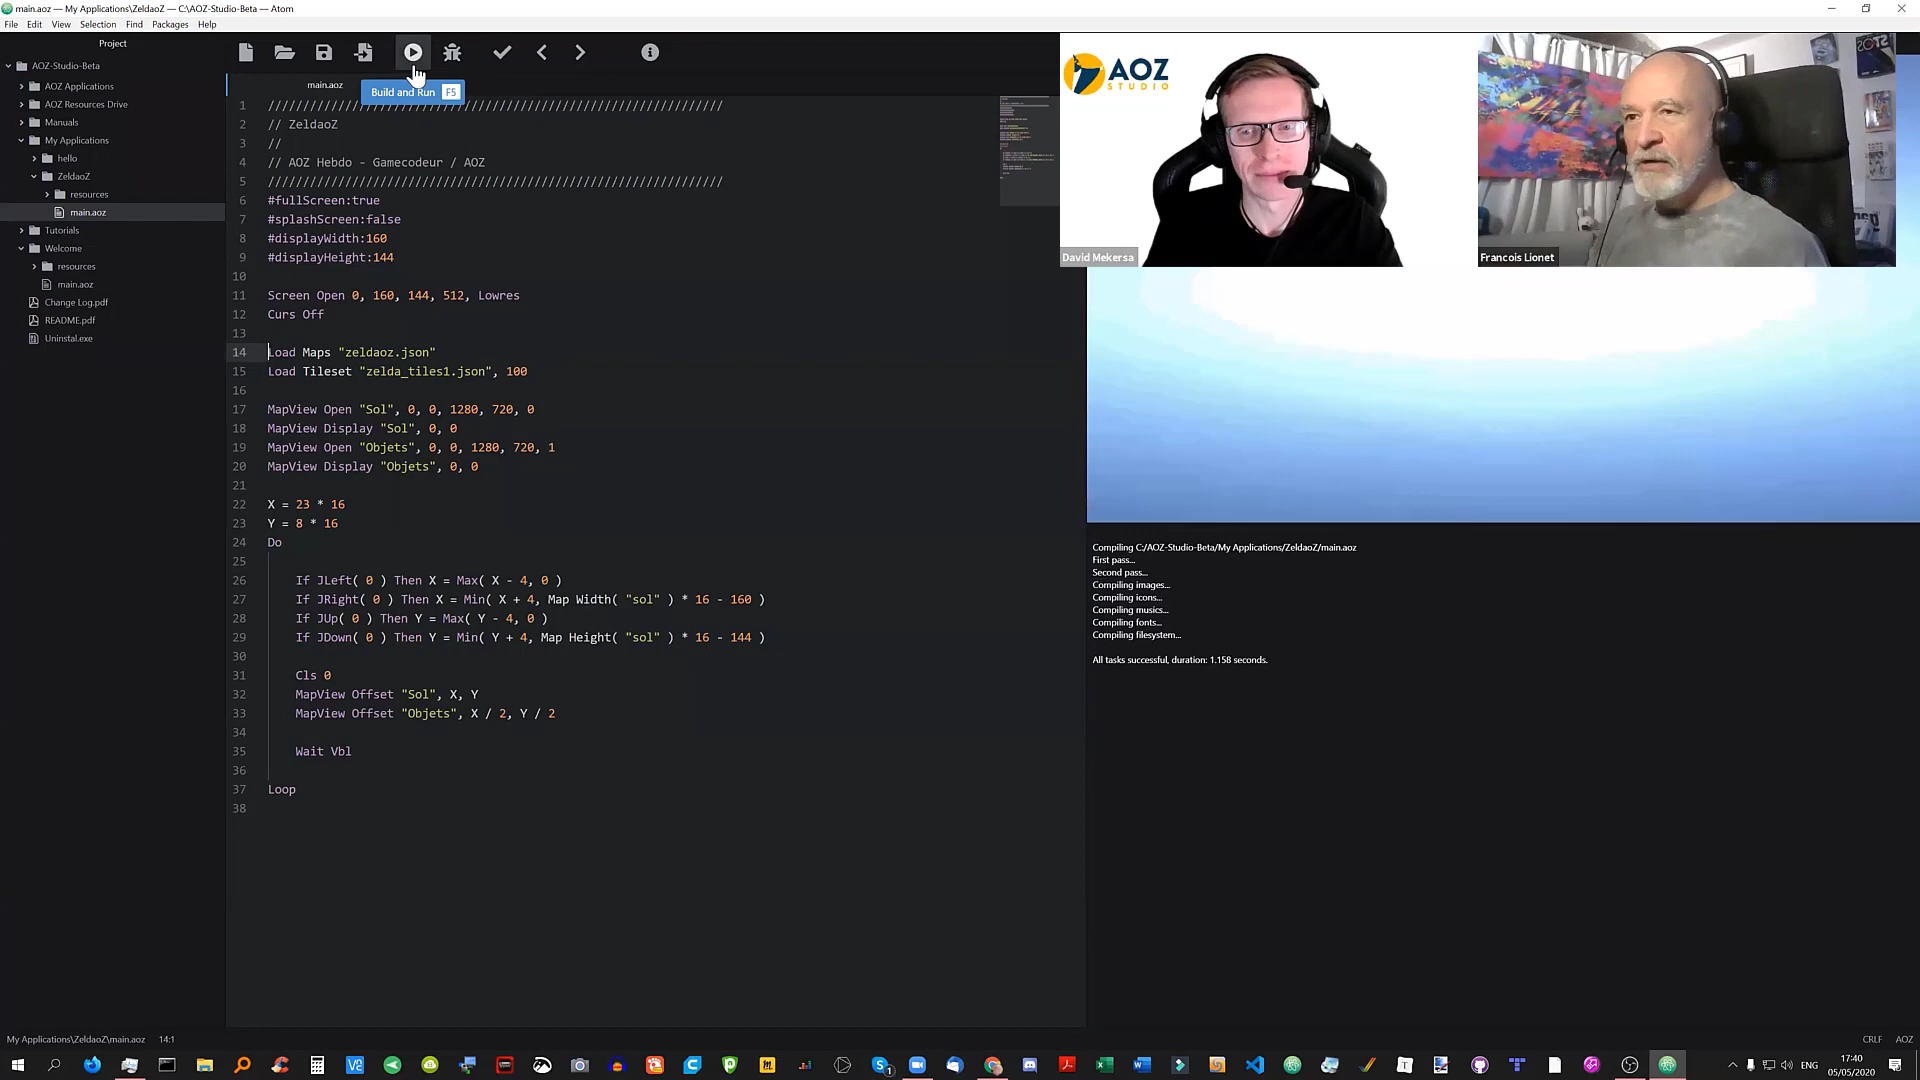 main.aoz — My Applications\ZeldaoZ — C:\AOZ-Studio-Beta — Atom
File Edit View Selection Find Packages Help
Project
AOZ-Studio-Beta
AOZ Applications
AOZ Resources Drive
Manuals
My Applications
hello
ZeldaoZ
resources
main.aoz
Tutorials
Welcome
resources
main.aoz
Change Log.pdf
README.pdf
Uninstal.exe
main.aoz
Build and Run F5
1 /////////////////////////////////////////////////////////////////
2 // ZeldaoZ
3 //
4 // AOZ Hebdo - Gamecodeur / AOZ
5 /////////////////////////////////////////////////////////////////
6 #fullScreen:true
7 #splashScreen:false
8 #displayWidth:160
9 #displayHeight:144
10
11 Screen Open 0, 160, 144, 512, Lowres
12 Curs Off
13
14 Load Maps "zeldaoz.json"
15 Load Tileset "zelda_tiles1.json", 100
16
17 MapView Open "Sol", 0, 0, 1280, 720, 0
18 MapView Display "Sol", 0, 0
19 MapView Open "Objets", 0, 0, 1280, 720, 1
20 MapView Display "Objets", 0, 0
21
22 X = 23 * 16
23 Y = 8 * 16
24 Do
25
26 If JLeft( 0 ) Then X = Max( X - 4, 0 )
27 If JRight( 0 ) Then X = Min( X + 4, Map Width( "sol" ) * 16 - 160 )
28 If JUp( 0 ) Then Y = Max( Y - 4, 0 )
29 If JDown( 0 ) Then Y = Min( Y + 4, Map Height( "sol" ) * 16 - 144 )
30
31 Cls 0
32 MapView Offset "Sol", X, Y
33 MapView Offset "Objets", X / 2, Y / 2
34
35 Wait Vbl
36
37 Loop
38
AOZ
STUDIO
David Mekersa
Francois Lionet
Compiling C:/AOZ-Studio-Beta/My Applications/ZeldaoZ/main.aoz
First pass...
Second pass...
Compiling images...
Compiling icons...
Compiling musics...
Compiling fonts...
Compiling filesystem...
All tasks successful, duration: 1.158 seconds.
My Applications\ZeldaoZ\main.aoz 14:1
CRLF AOZ
ENG
17:40
05/05/2020